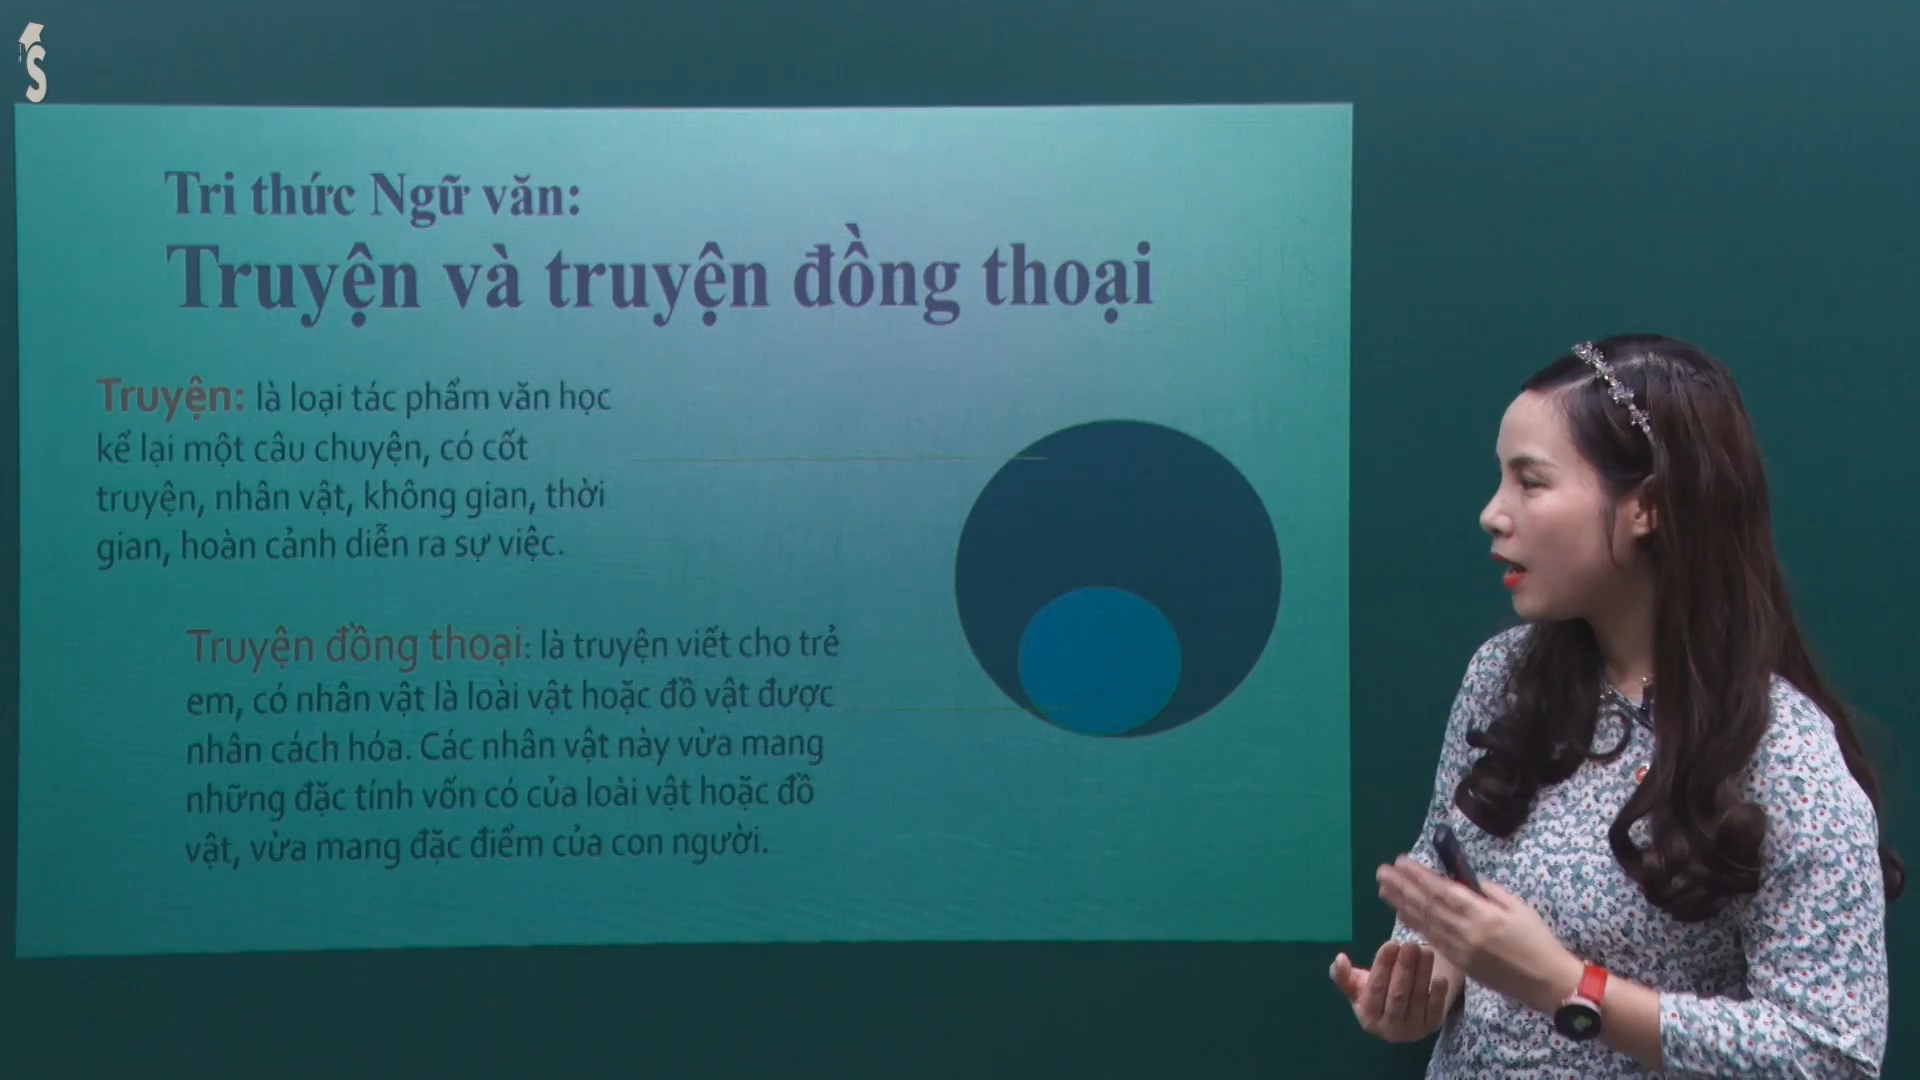 S
Tri thức Ngữ văn:
Truyện và truyện đồng thoại
Truyện: là loại tác phẩm văn học
kể lại một câu chuyện, có cốt
truyện, nhân vật, không gian, thời
gian, hoàn cảnh diễn ra sự việc.
Truyện đồng thoại: là truyện viết cho trẻ
em, có nhân vật là loài vật hoặc đồ vật được
nhân cách hóa. Các nhân vật này vừa mang
những đặc tính vốn có của loài vật hoặc đồ
vật, vừa mang đặc điểm của con người.